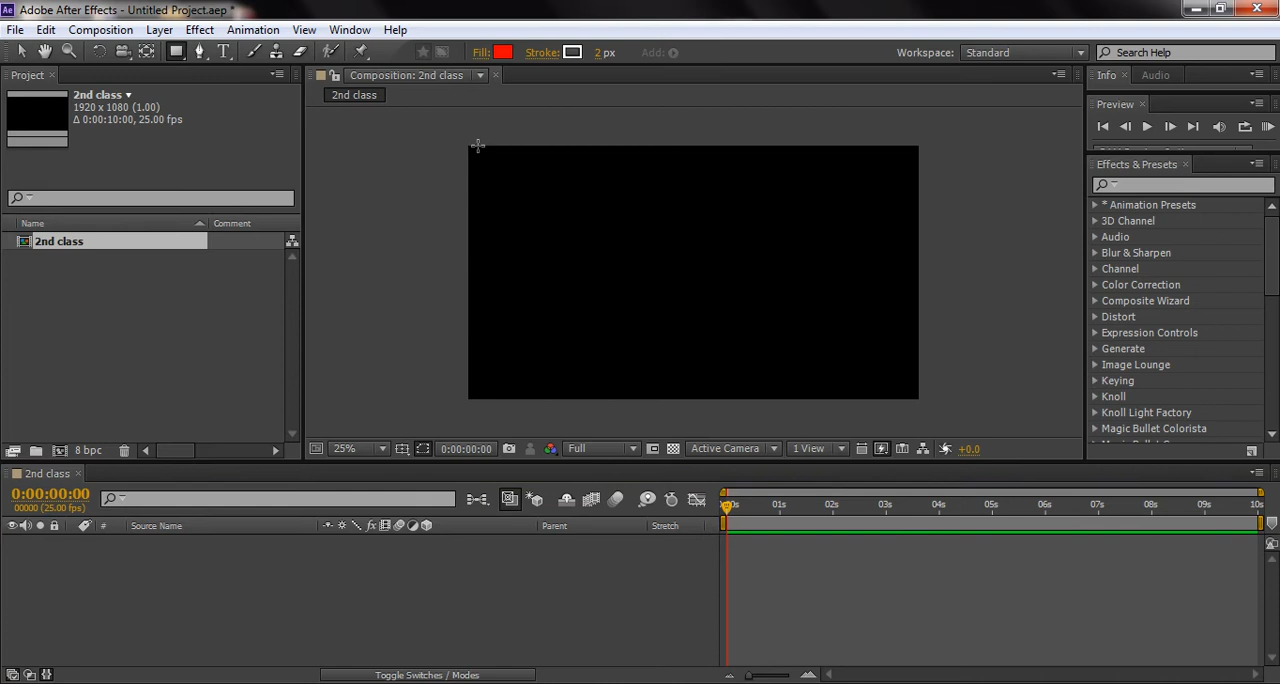 Adobe After Effects - Untitled Project.aep *
File Edit Composition Layer Effect Animation View Window Help
Fill: Stroke: 2 px Add: Workspace: Standard Search Help
Project
2nd class
1920 x 1080 (1.00)
Δ 0:00:10:00, 25.00 fps
Name Comment
2nd class
8 bpc
Composition: 2nd class
2nd class
25% 0:00:00:00 Full Active Camera 1 View +0.0
Info Audio
Preview
Effects & Presets
* Animation Presets
3D Channel
Audio
Blur & Sharpen
Channel
Color Correction
Composite Wizard
Distort
Expression Controls
Generate
Image Lounge
Keying
Knoll
Knoll Light Factory
Magic Bullet Colorista
2nd class
0:00:00:00
00000 (25.00 fps)
# Source Name Parent Stretch
01s 02s 03s 04s 05s 06s 07s 08s 09s 10s
Toggle Switches / Modes